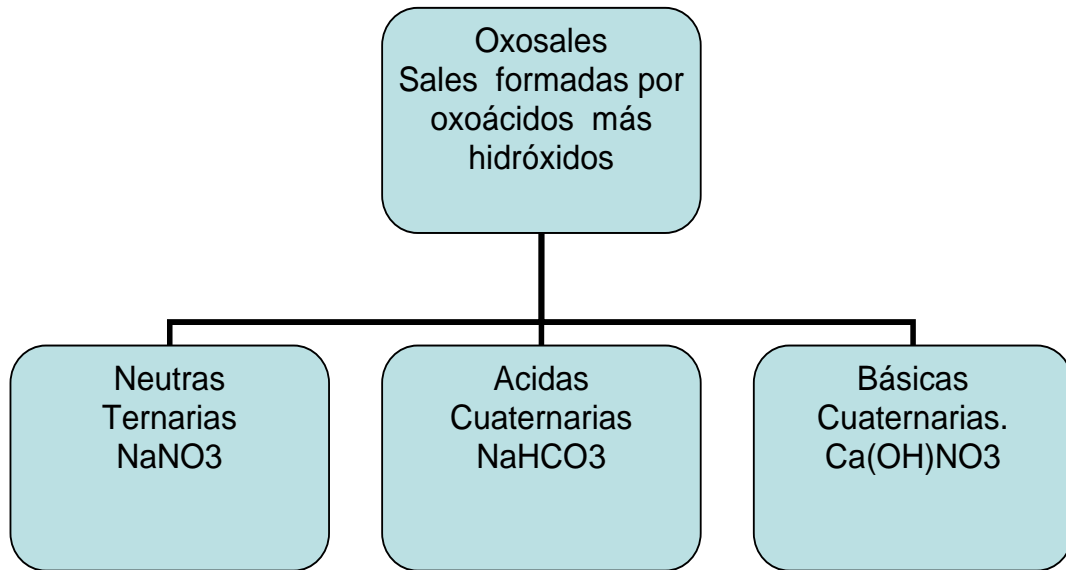 Oxosales
Sales formadas por
oxoácidos más
hidróxidos
Neutras
Ternarias
NaNO3
Acidas
Cuaternarias
NaHCO3
Básicas
Cuaternarias.
Ca(OH)NO3